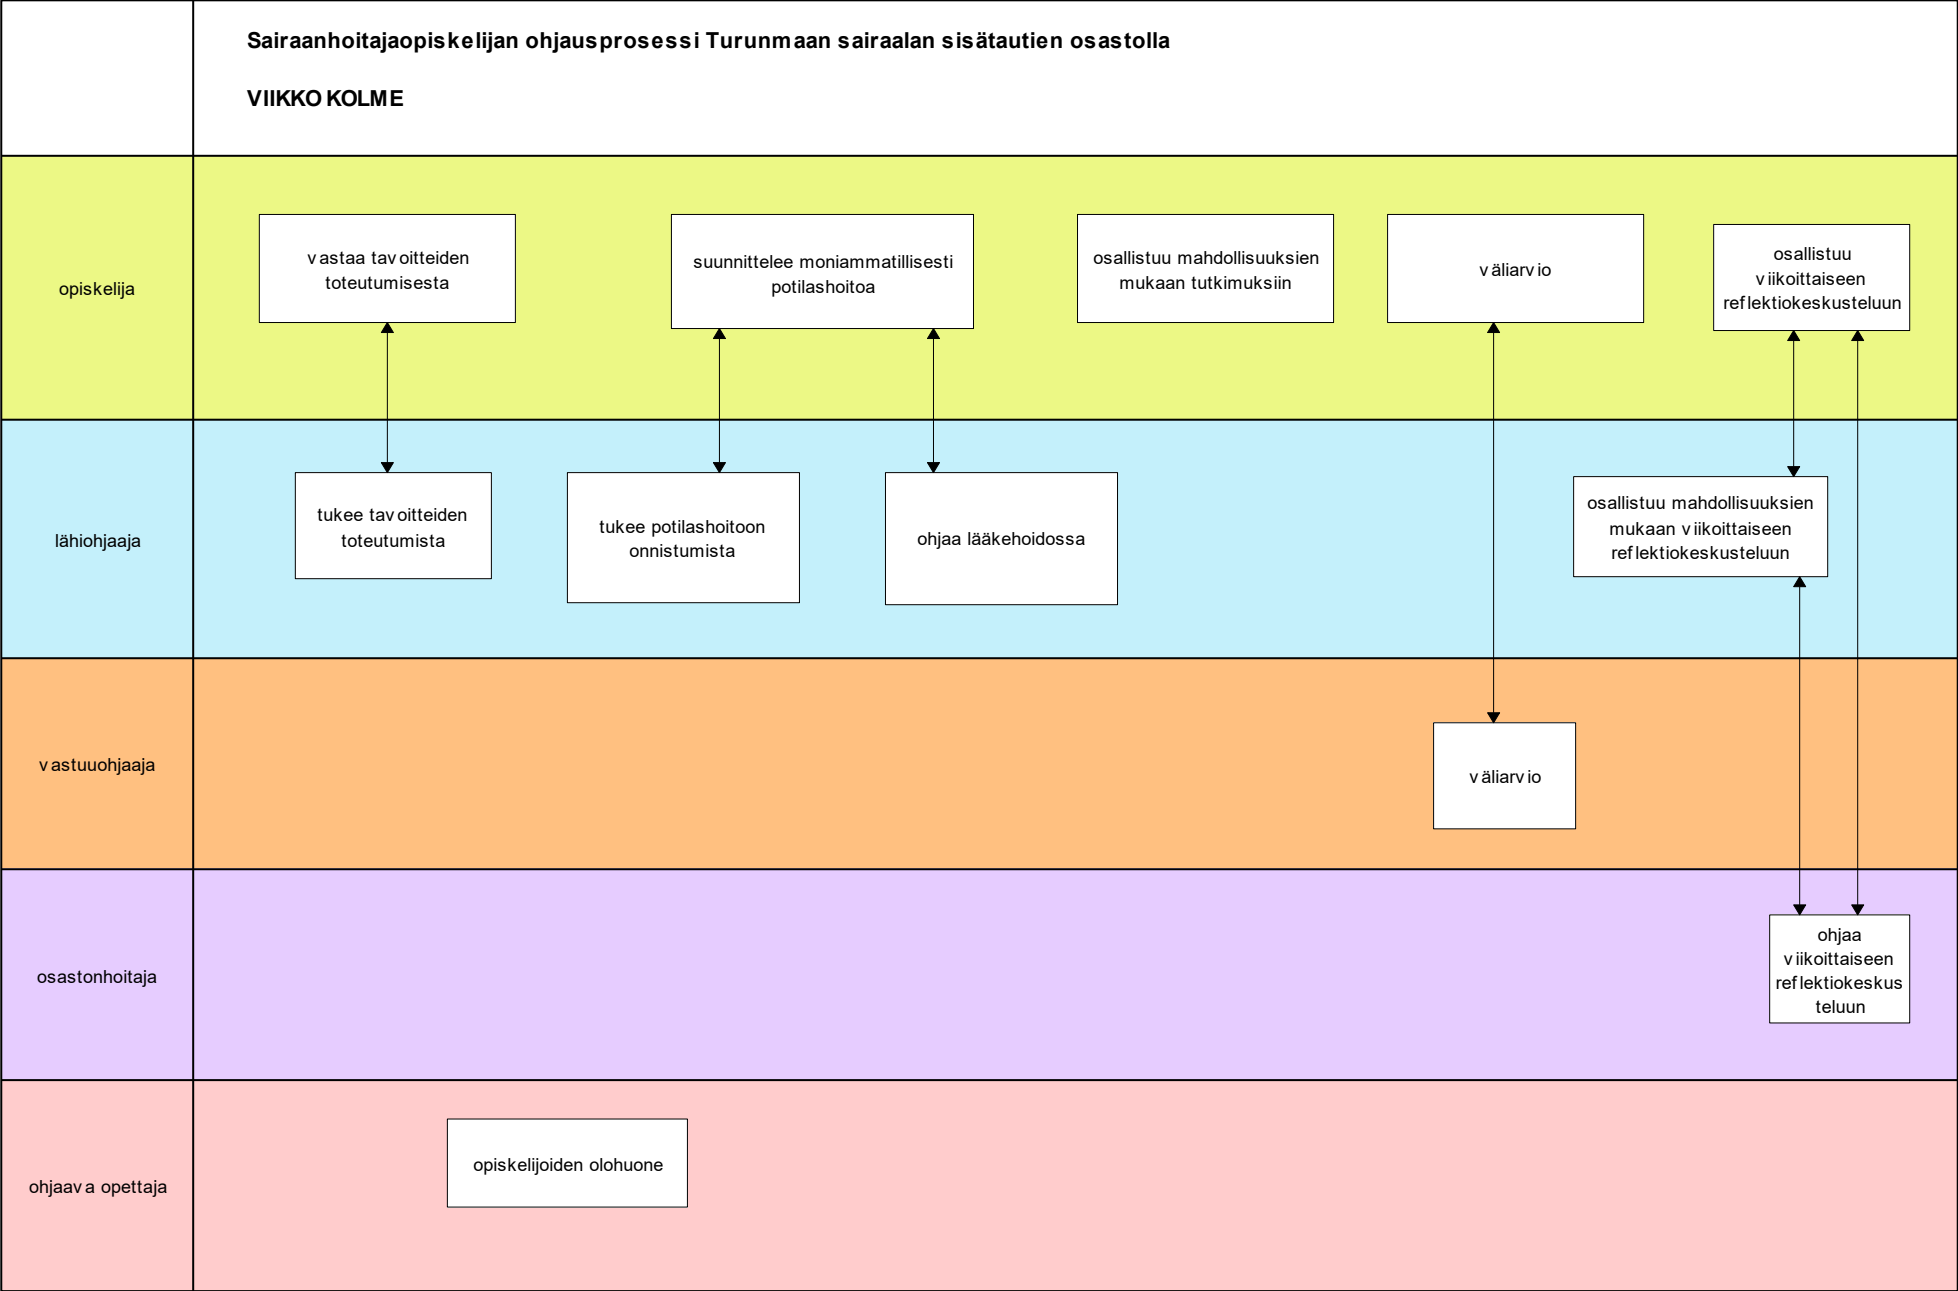 Sairaanhoitajaopiskelijan ohjausprosessi Turunmaan sairaalan sisätautien osastolla
VIIKKO KOLME
opiskelija
vastaa tavoitteiden
toteutumisesta
suunnittelee moniammatillisesti
potilashoitoa
osallistuu mahdollisuuksien
mukaan tutkimuksiin
väliarvio
osallistuu
viikoittaiseen
reflektiokeskusteluun
lähiohjaaja
tukee tavoitteiden
toteutumista
tukee potilashoitoon
onnistumista
ohjaa lääkehoidossa
osallistuu mahdollisuuksien
mukaan viikoittaiseen
reflektiokeskusteluun
vastuuohjaaja
väliarvio
osastonhoitaja
ohjaa
viikoittaiseen
reflektiokeskus
teluun
ohjaava opettaja
opiskelijoiden olohuone